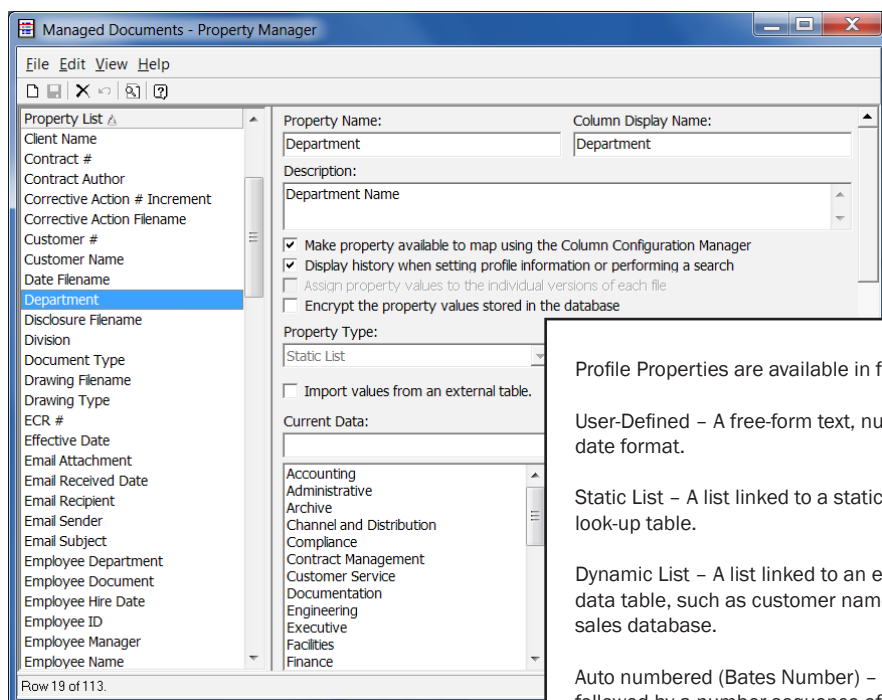 Managed Documents - Property Manager
File Edit View Help
Property List
Client Name
Contract #
Contract Author
Corrective Action # Increment
Corrective Action Filename
Customer #
Customer Name
Date Filename
Department
Disclosure Filename
Division
Document Type
Drawing Filename
Drawing Type
ECR #
Effective Date
Email Attachment
Email Received Date
Email Recipient
Email Sender
Email Subject
Employee Department
Employee Document
Employee Hire Date
Employee ID
Employee Manager
Employee Name
Row 19 of 113.
Property Name:
Department
Column Display Name:
Department
Description:
Department Name
Make property available to map using the Column Configuration Manager
Display history when setting profile information or performing a search
Assign property values to the individual versions of each file
Encrypt the property values stored in the database
Property Type:
Static List
Import values from an external table.
Current Data:
Accounting
Administrative
Archive
Channel and Distribution
Compliance
Contract Management
Customer Service
Documentation
Engineering
Executive
Facilities
Finance
Profile Properties are available in
User-Defined – A free-form text,
date format.
Static List – A list linked to a static
look-up table.
Dynamic List – A list linked to an
data table, such as customer
sales database.
Auto numbered (Bates Number) –
followed by a number sequence